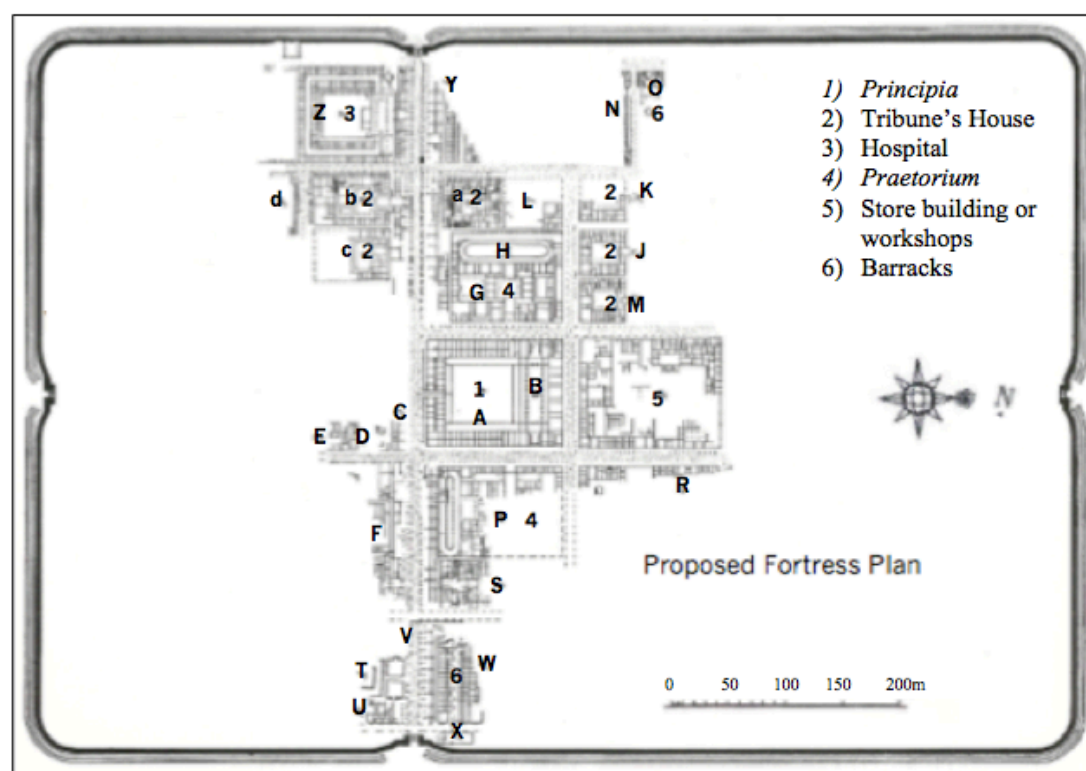 Y
O
N
Z 3
6
1) Principia
2) Tribune's House
3) Hospital
4) Praetorium
5) Store building or
workshops
6) Barracks
d
b 2
a 2
L
2
K
c 2
H
2
J
G 4
2
M
1
A
B
5
C
E D
N
R
F
P 4
Proposed Fortress Plan
S
V
T
6
W
U
X
0 50 100 150 200m